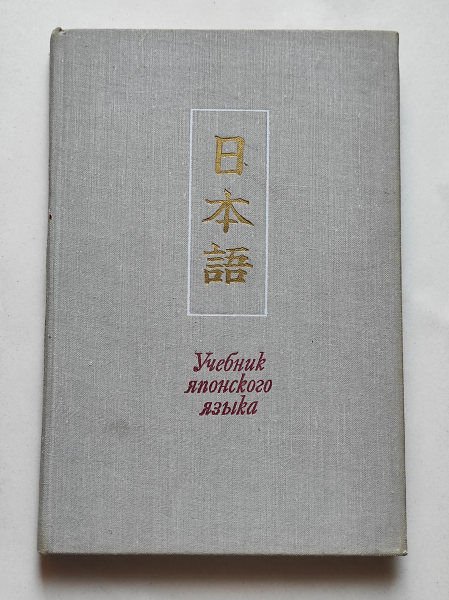 日本語
Учебник
японского
языка